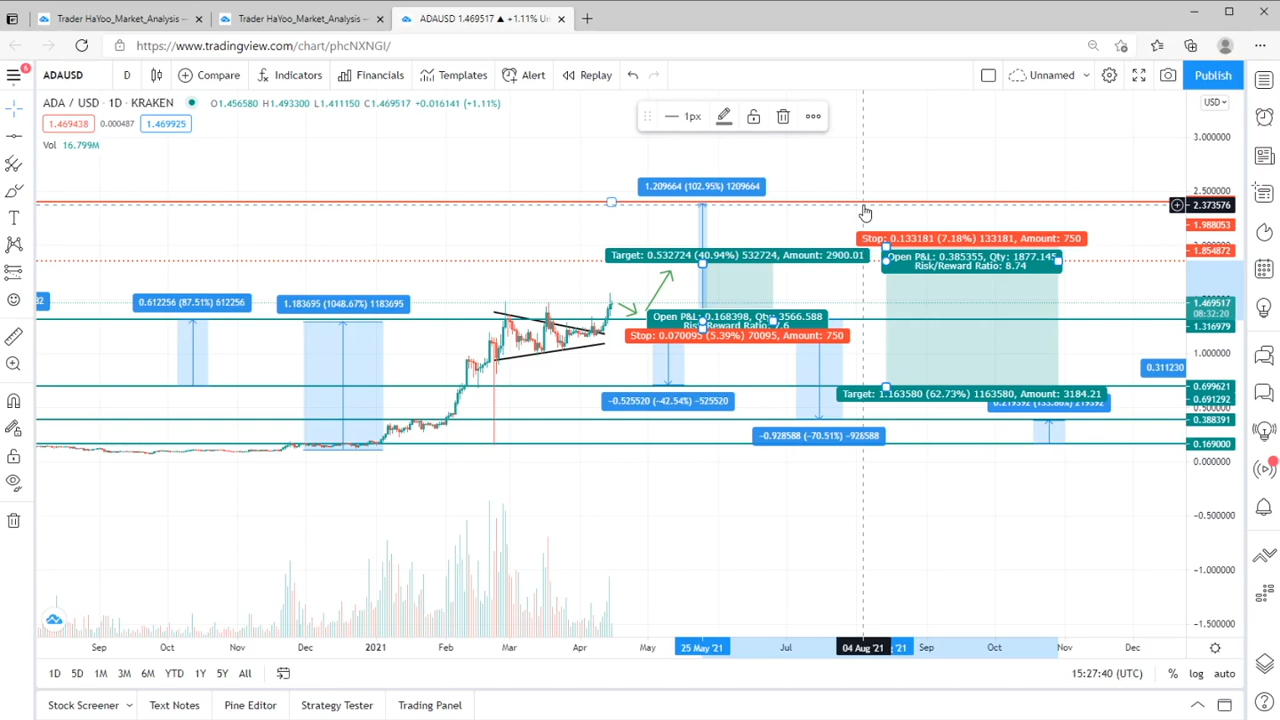 Trader HaYoo_Market_Analysis —
Trader HaYoo_Market_Analysis —
ADAUSD 1.469517 ▲ +1.11% Un
https://www.tradingview.com/chart/phcNXNGI/
6
ADAUSD
D
Compare
Indicators
Financials
Templates
Alert
Replay
Unnamed
Publish
ADA / USD · 1D · KRAKEN
O1.456580 H1.493300 L1.411150 C1.469517 +0.016141 (+1.11%)
1.469438
0.000487
1.469925
Vol 16.799M
1px
USD
3.000000
2.500000
2.373576
1.988053
1.854872
1.469517
08:32:20
1.316979
1.000000
0.699621
0.691292
0.388391
0.169000
0.000000
−0.500000
−1.000000
−1.500000
1.209664 (102.95%) 1209664
Stop: 0.133181 (7.18%) 133181, Amount: 750
Target: 0.532724 (40.94%) 532724, Amount: 2900.01
Open P&L: 0.385355, Qty: 1877.145
Risk/Reward Ratio: 8.74
0.612256 (87.51%) 612256
1.183695 (1048.67%) 1183695
Open P&L: 0.168398, Qty: 3566.588
Stop: 0.070095 (5.39%) 70095, Amount: 750
0.311230
Target: 1.163580 (62.73%) 1163580, Amount: 3184.21
−0.525520 (−42.54%) −525520
−0.928588 (−70.51%) −928588
Sep
Oct
Nov
Dec
2021
Feb
Mar
Apr
May
25 May '21
Jul
04 Aug '21
Sep
Oct
Nov
Dec
1D
5D
1M
3M
6M
YTD
1Y
5Y
All
15:27:40 (UTC)
%
log
auto
Stock Screener
Text Notes
Pine Editor
Strategy Tester
Trading Panel